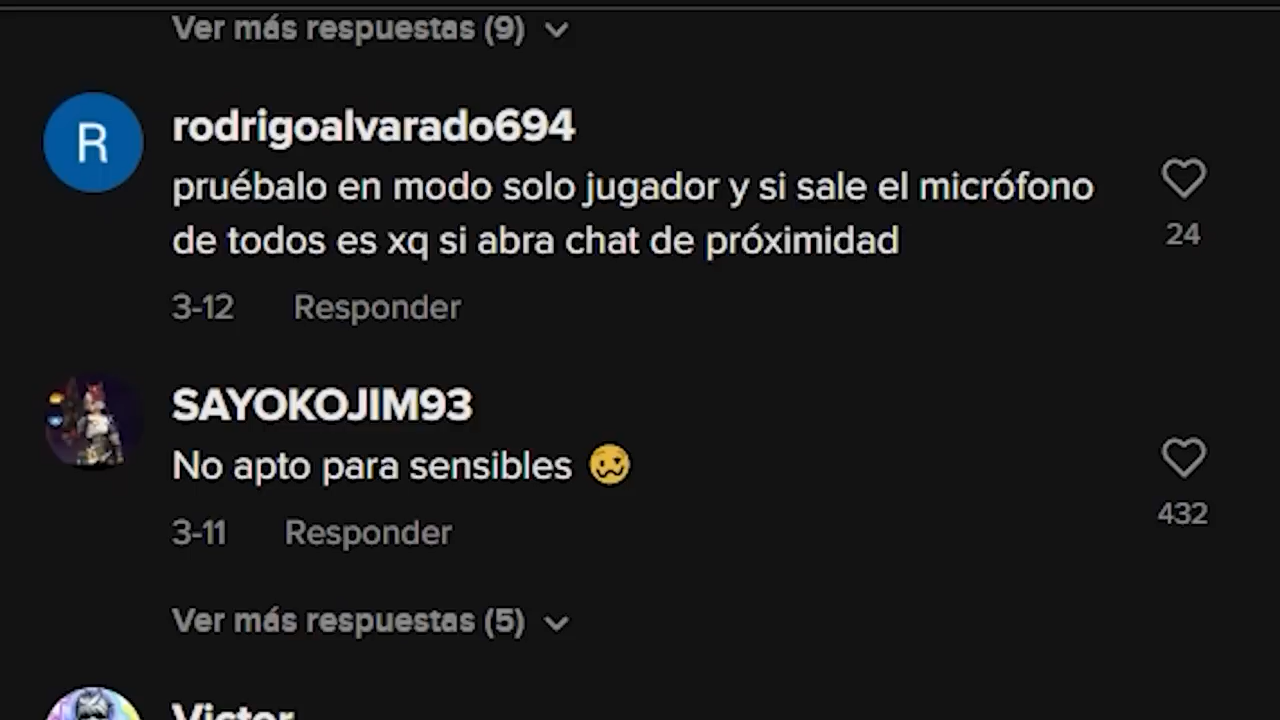 Ver más respuestas (9)
R
rodrigoalvarado694
pruébalo en modo solo jugador y si sale el micrófono
de todos es xq si abra chat de próximidad
24
3-12 Responder
SAYOKOJIM93
No apto para sensibles 🥴
432
3-11 Responder
Ver más respuestas (5)
Victor